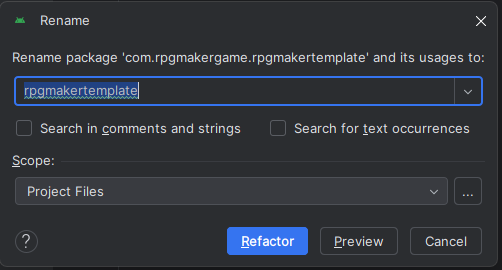 Rename
Rename package 'com.rpgmakergame.rpgmakertemplate' and its usages to:
rpgmakertemplate
Search in comments and strings
Search for text occurrences
Scope:
Project Files
...
?
Refactor
Preview
Cancel